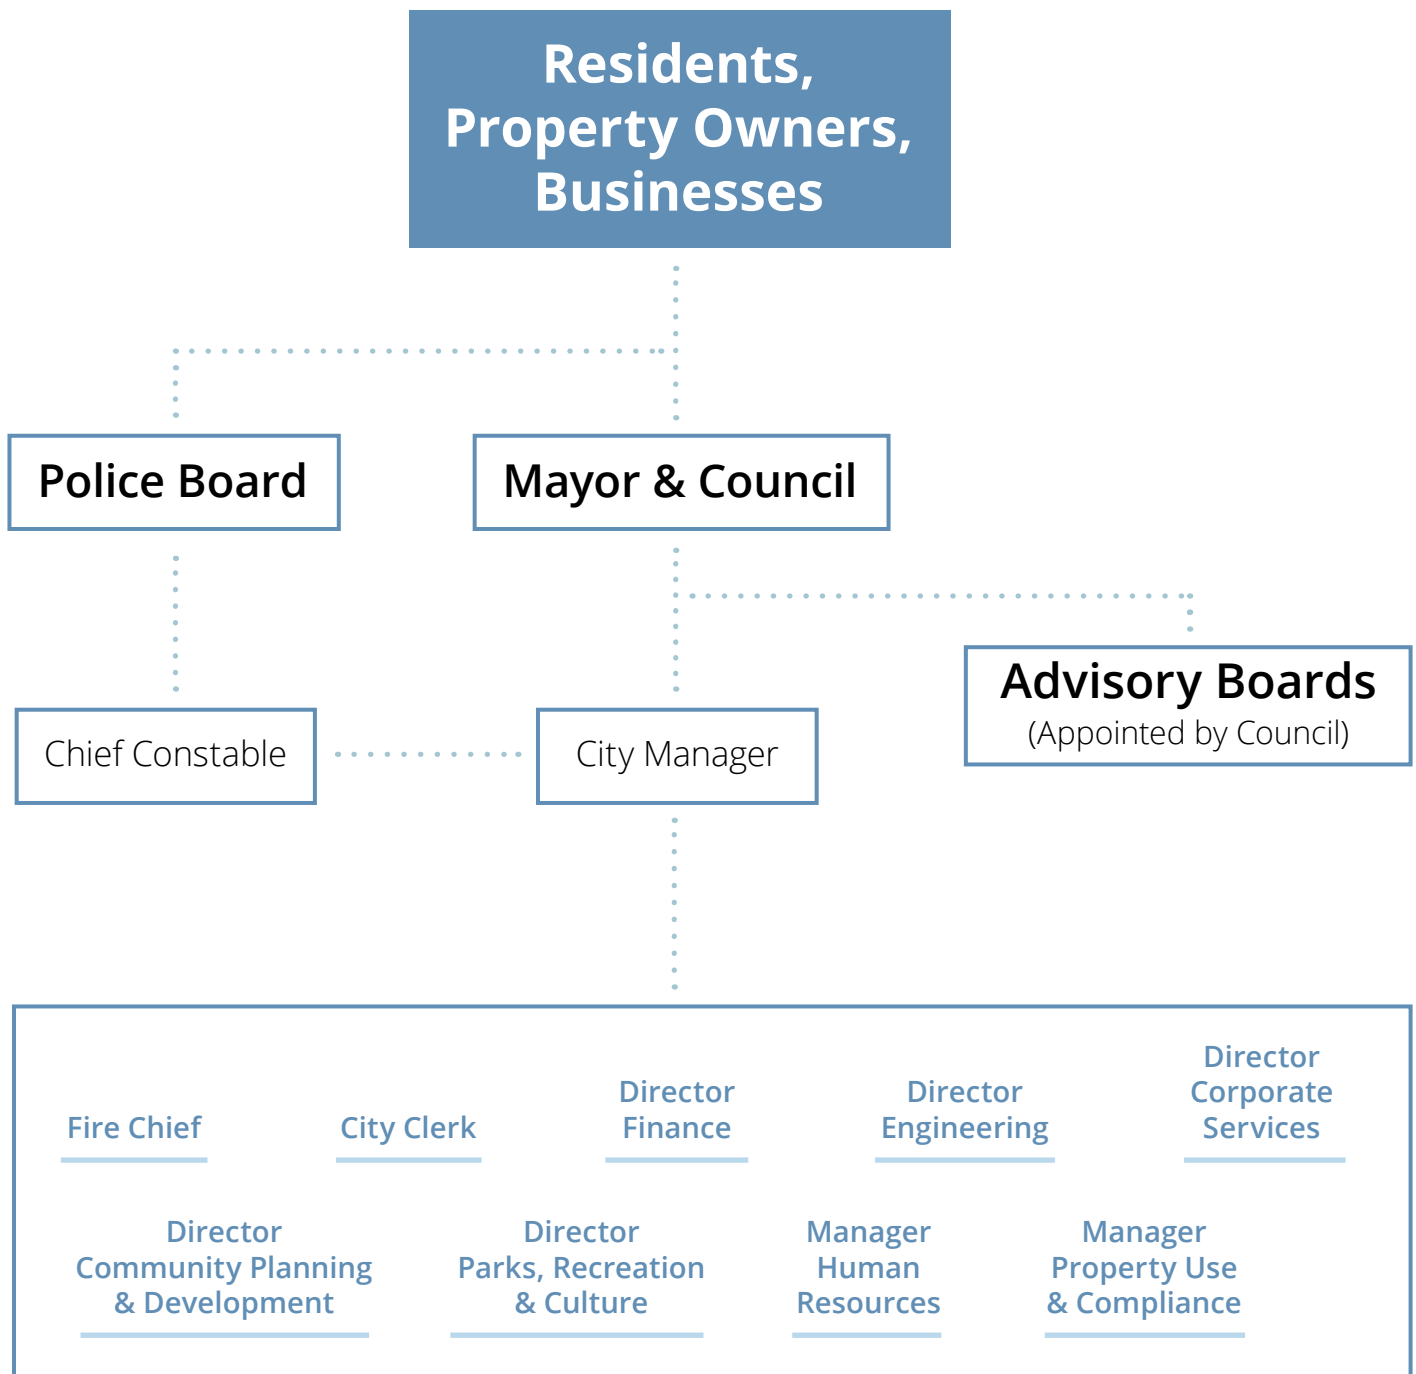 Residents,
Property Owners,
Businesses
Police Board
Mayor & Council
Advisory Boards
(Appointed by Council)
Chief Constable
City Manager
Fire Chief
City Clerk
Director
Finance
Director
Engineering
Director
Corporate
Services
Director
Community Planning
& Development
Director
Parks, Recreation
& Culture
Manager
Human
Resources
Manager
Property Use
& Compliance